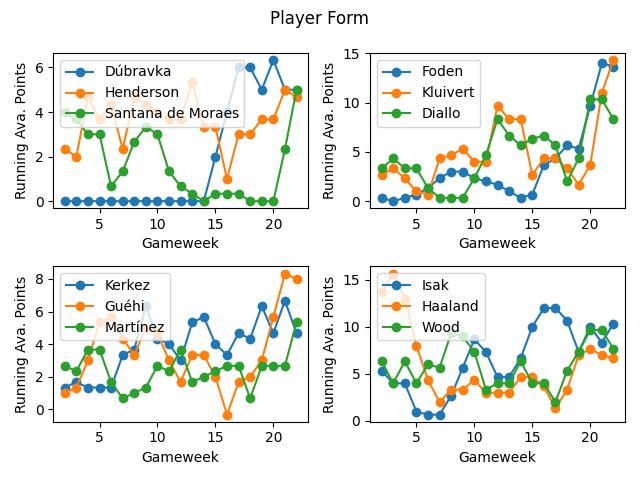 Player Form
Running Ava. Points
6
4
2
0
Dúbravka
Henderson
Santana de Moraes
5 10 15 20
Gameweek
Running Ava. Points
15
10
5
0
Foden
Kluivert
Diallo
5 10 15 20
Gameweek
Running Ava. Points
8
6
4
2
0
Kerkez
Guéhi
Martínez
5 10 15 20
Gameweek
Running Ava. Points
15
10
5
0
Isak
Haaland
Wood
5 10 15 20
Gameweek